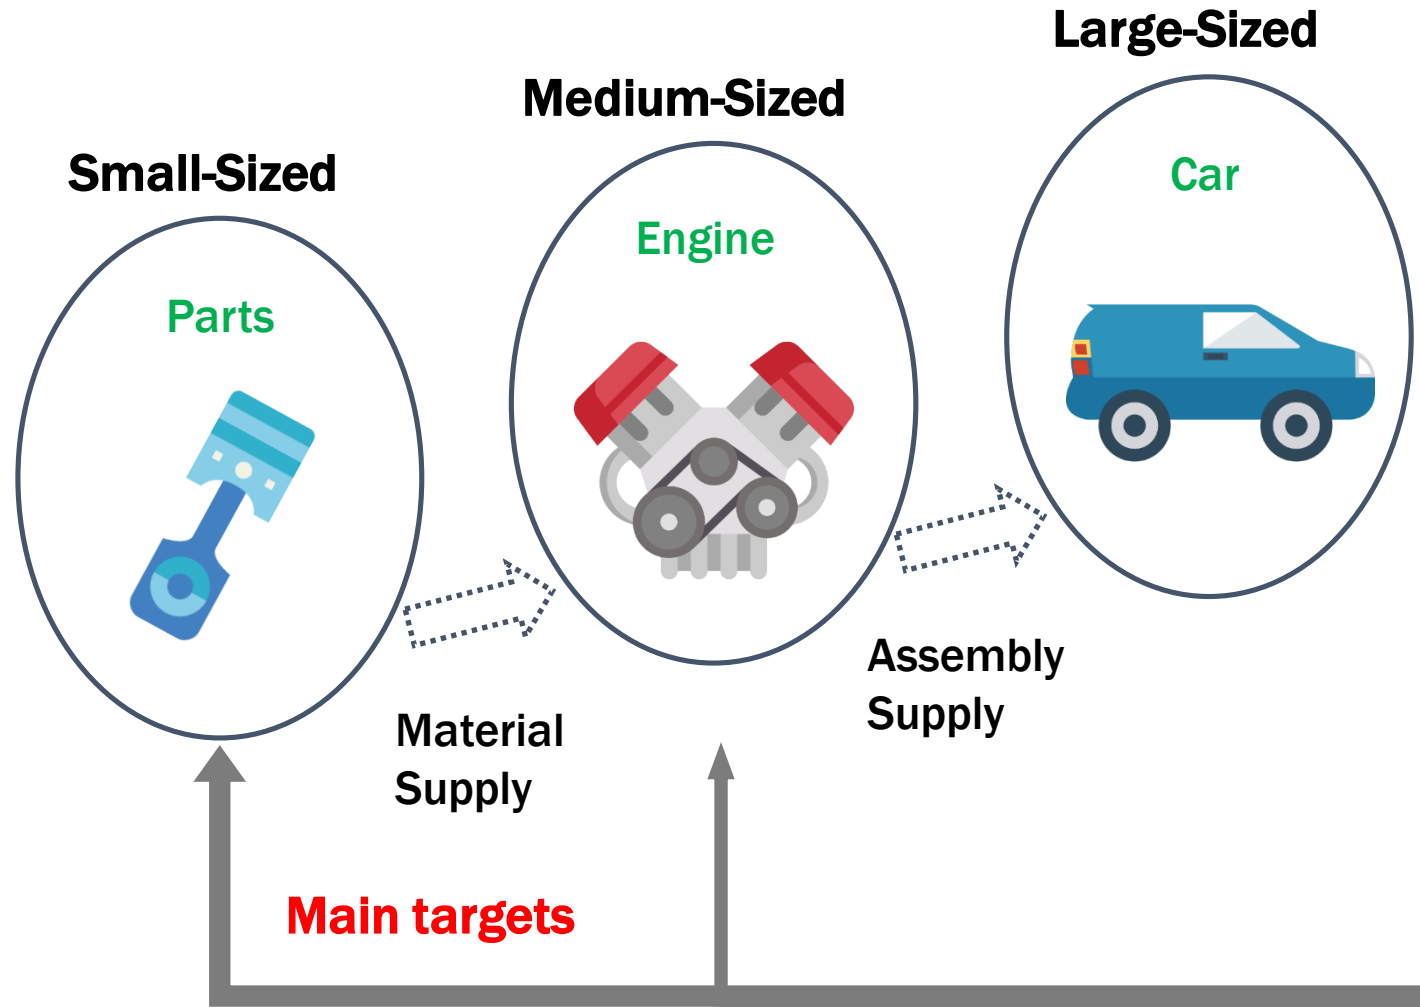 Large-Sized
Medium-Sized
Small-Sized
Car
Engine
Parts
Assembly
Supply
Material
Supply
Main targets